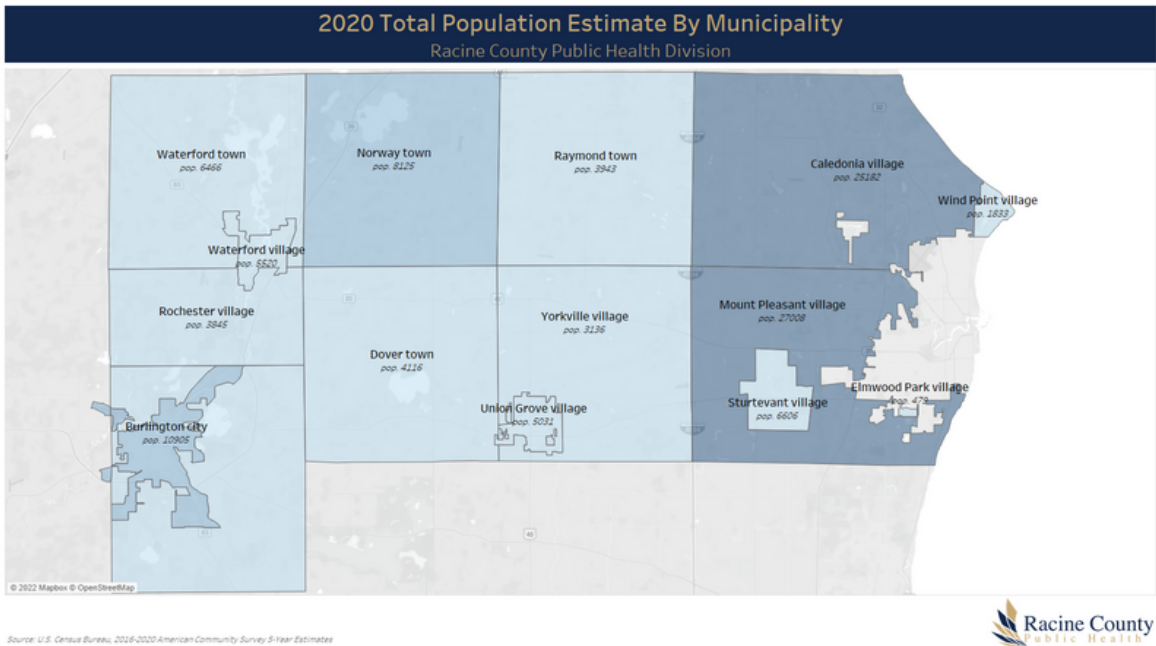 2020 Total Population Estimate By Municipality
Racine County Public Health Division
Waterford town
pop. 6466
Norway town
pop. 8125
Raymond town
pop. 3943
Caledonia village
pop. 25182
Wind Point village
pop. 1833
Waterford village
pop. 5520
Rochester village
pop. 3845
Dover town
pop. 4116
Yorkville village
pop. 3136
Mount Pleasant village
pop. 27008
Union Grove village
pop. 5031
Sturtevant village
pop. 6606
Elmwood Park village
pop. 479
Burlington city
pop. 10905
© 2022 Mapbox © OpenStreetMap
Source: U.S. Census Bureau, 2016-2020 American Community Survey 5-Year Estimates
Racine County
Public Health